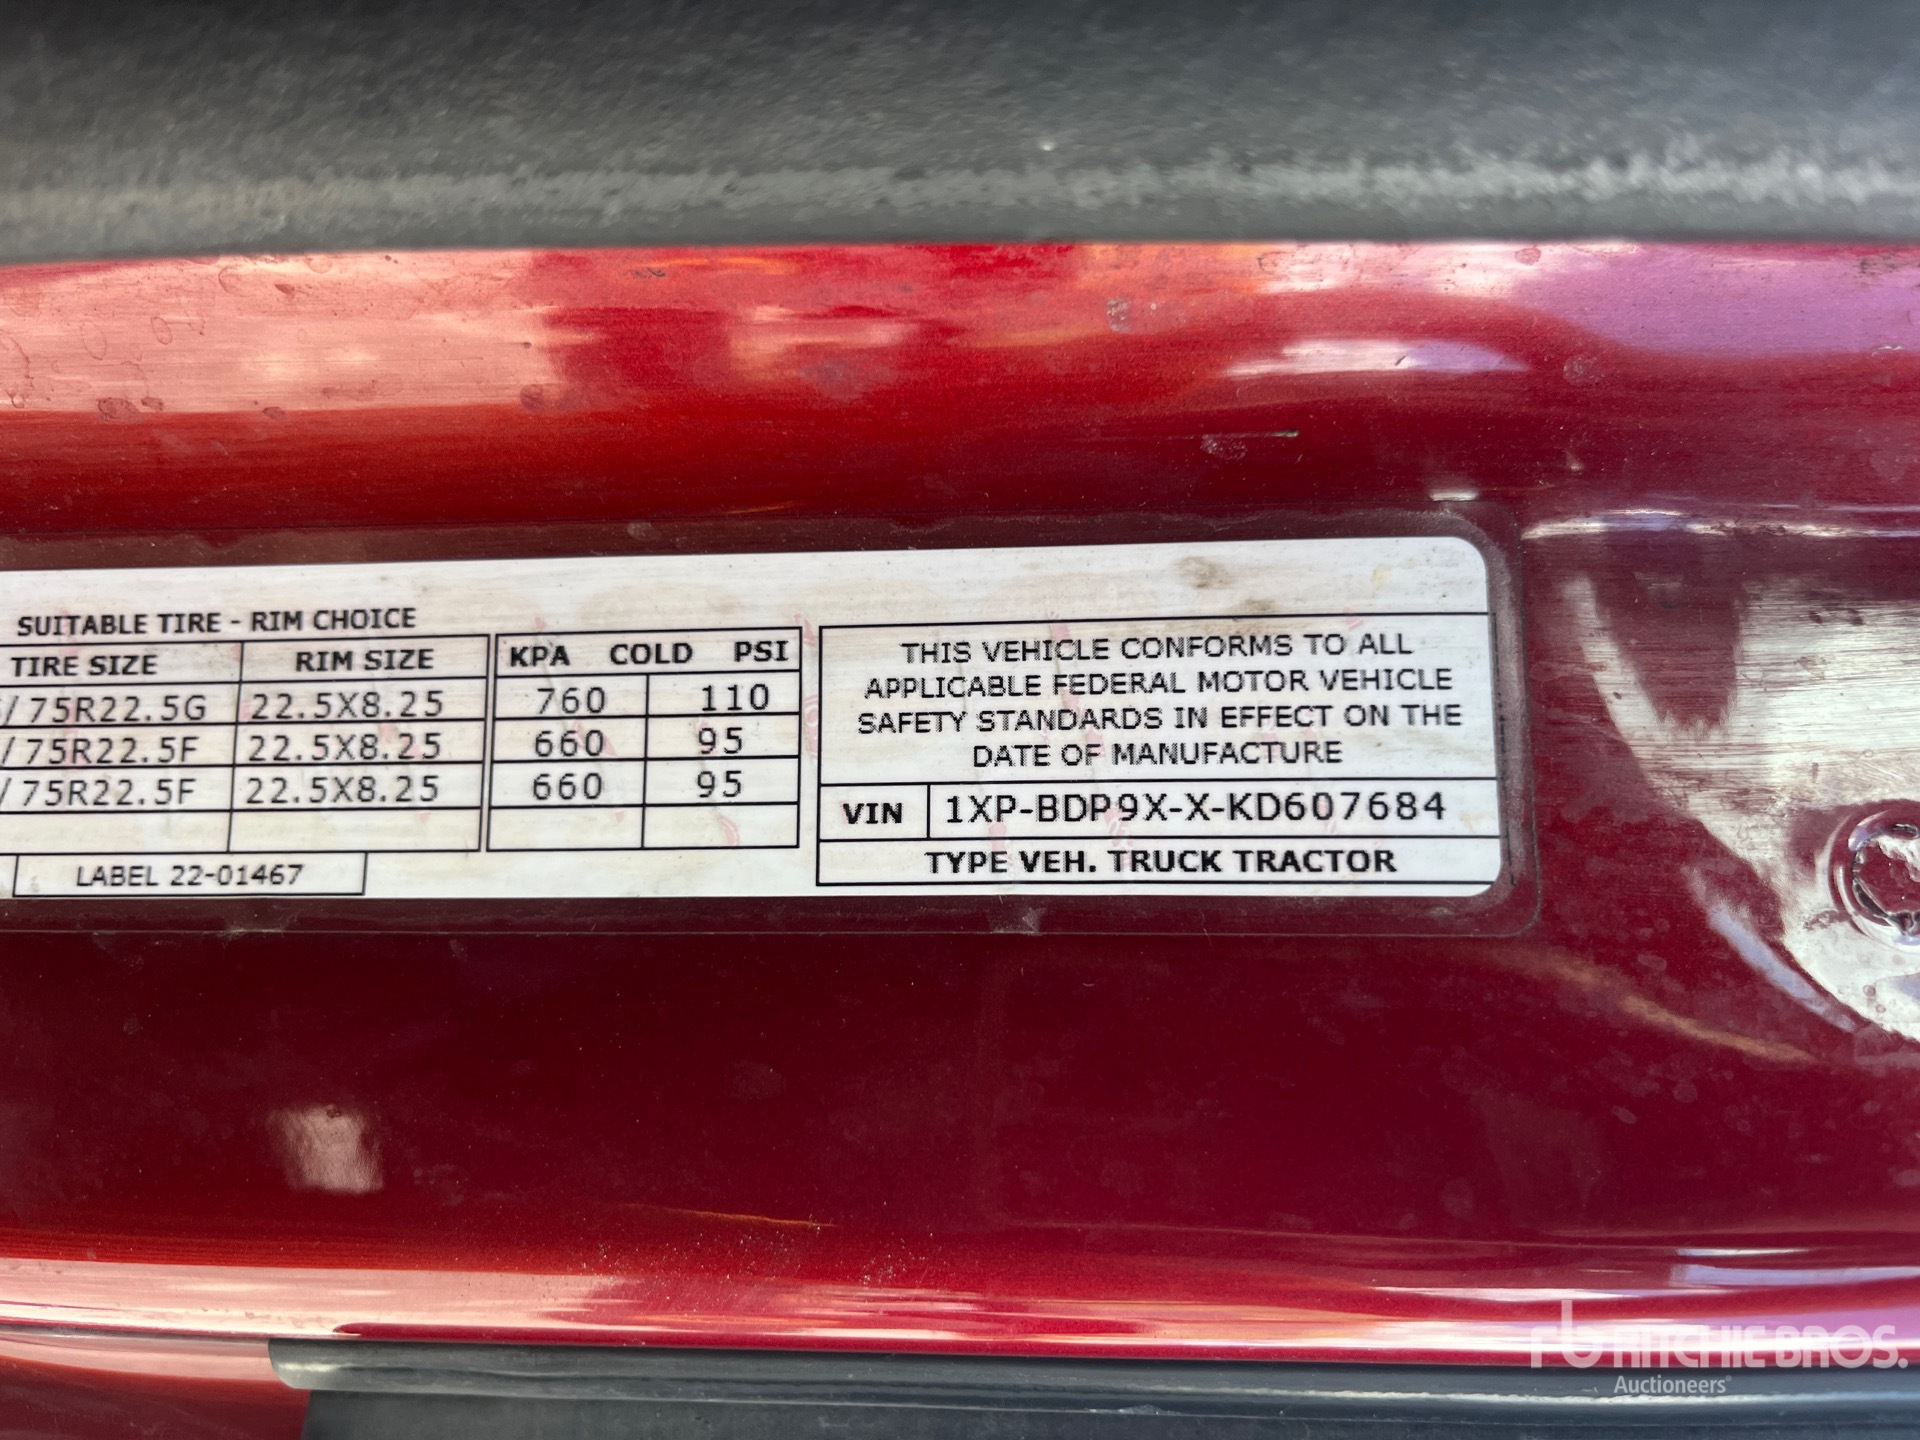 SUITABLE TIRE - RIM CHOICE
TIRE SIZE RIM SIZE KPA COLD PSI
/75R22.5G 22.5X8.25 760 110
/75R22.5F 22.5X8.25 660 95
/75R22.5F 22.5X8.25 660 95
LABEL 22-01467
THIS VEHICLE CONFORMS TO ALL
APPLICABLE FEDERAL MOTOR VEHICLE
SAFETY STANDARDS IN EFFECT ON THE
DATE OF MANUFACTURE
VIN 1XP-BDP9X-X-KD607684
TYPE VEH. TRUCK TRACTOR
rb RITCHIE BROS.
Auctioneers